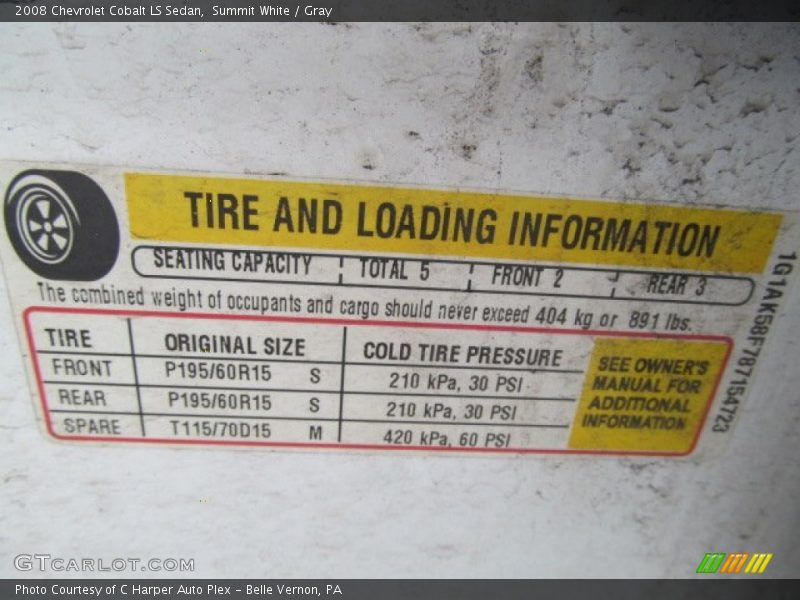 2008 Chevrolet Cobalt LS Sedan, Summit White / Gray
TIRE AND LOADING INFORMATION
SEATING CAPACITY TOTAL 5 FRONT 2 REAR 3
The combined weight of occupants and cargo should never exceed 404 kg or 891 lbs.
TIRE ORIGINAL SIZE COLD TIRE PRESSURE
FRONT P195/60R15 S 210 kPa, 30 PSI
REAR P195/60R15 S 210 kPa, 30 PSI
SPARE T115/70D15 M 420 kPa, 60 PSI
SEE OWNER'S
MANUAL FOR
ADDITIONAL
INFORMATION
1G1AK58F787154723
GTCARLOT.COM
Photo Courtesy of C Harper Auto Plex - Belle Vernon, PA